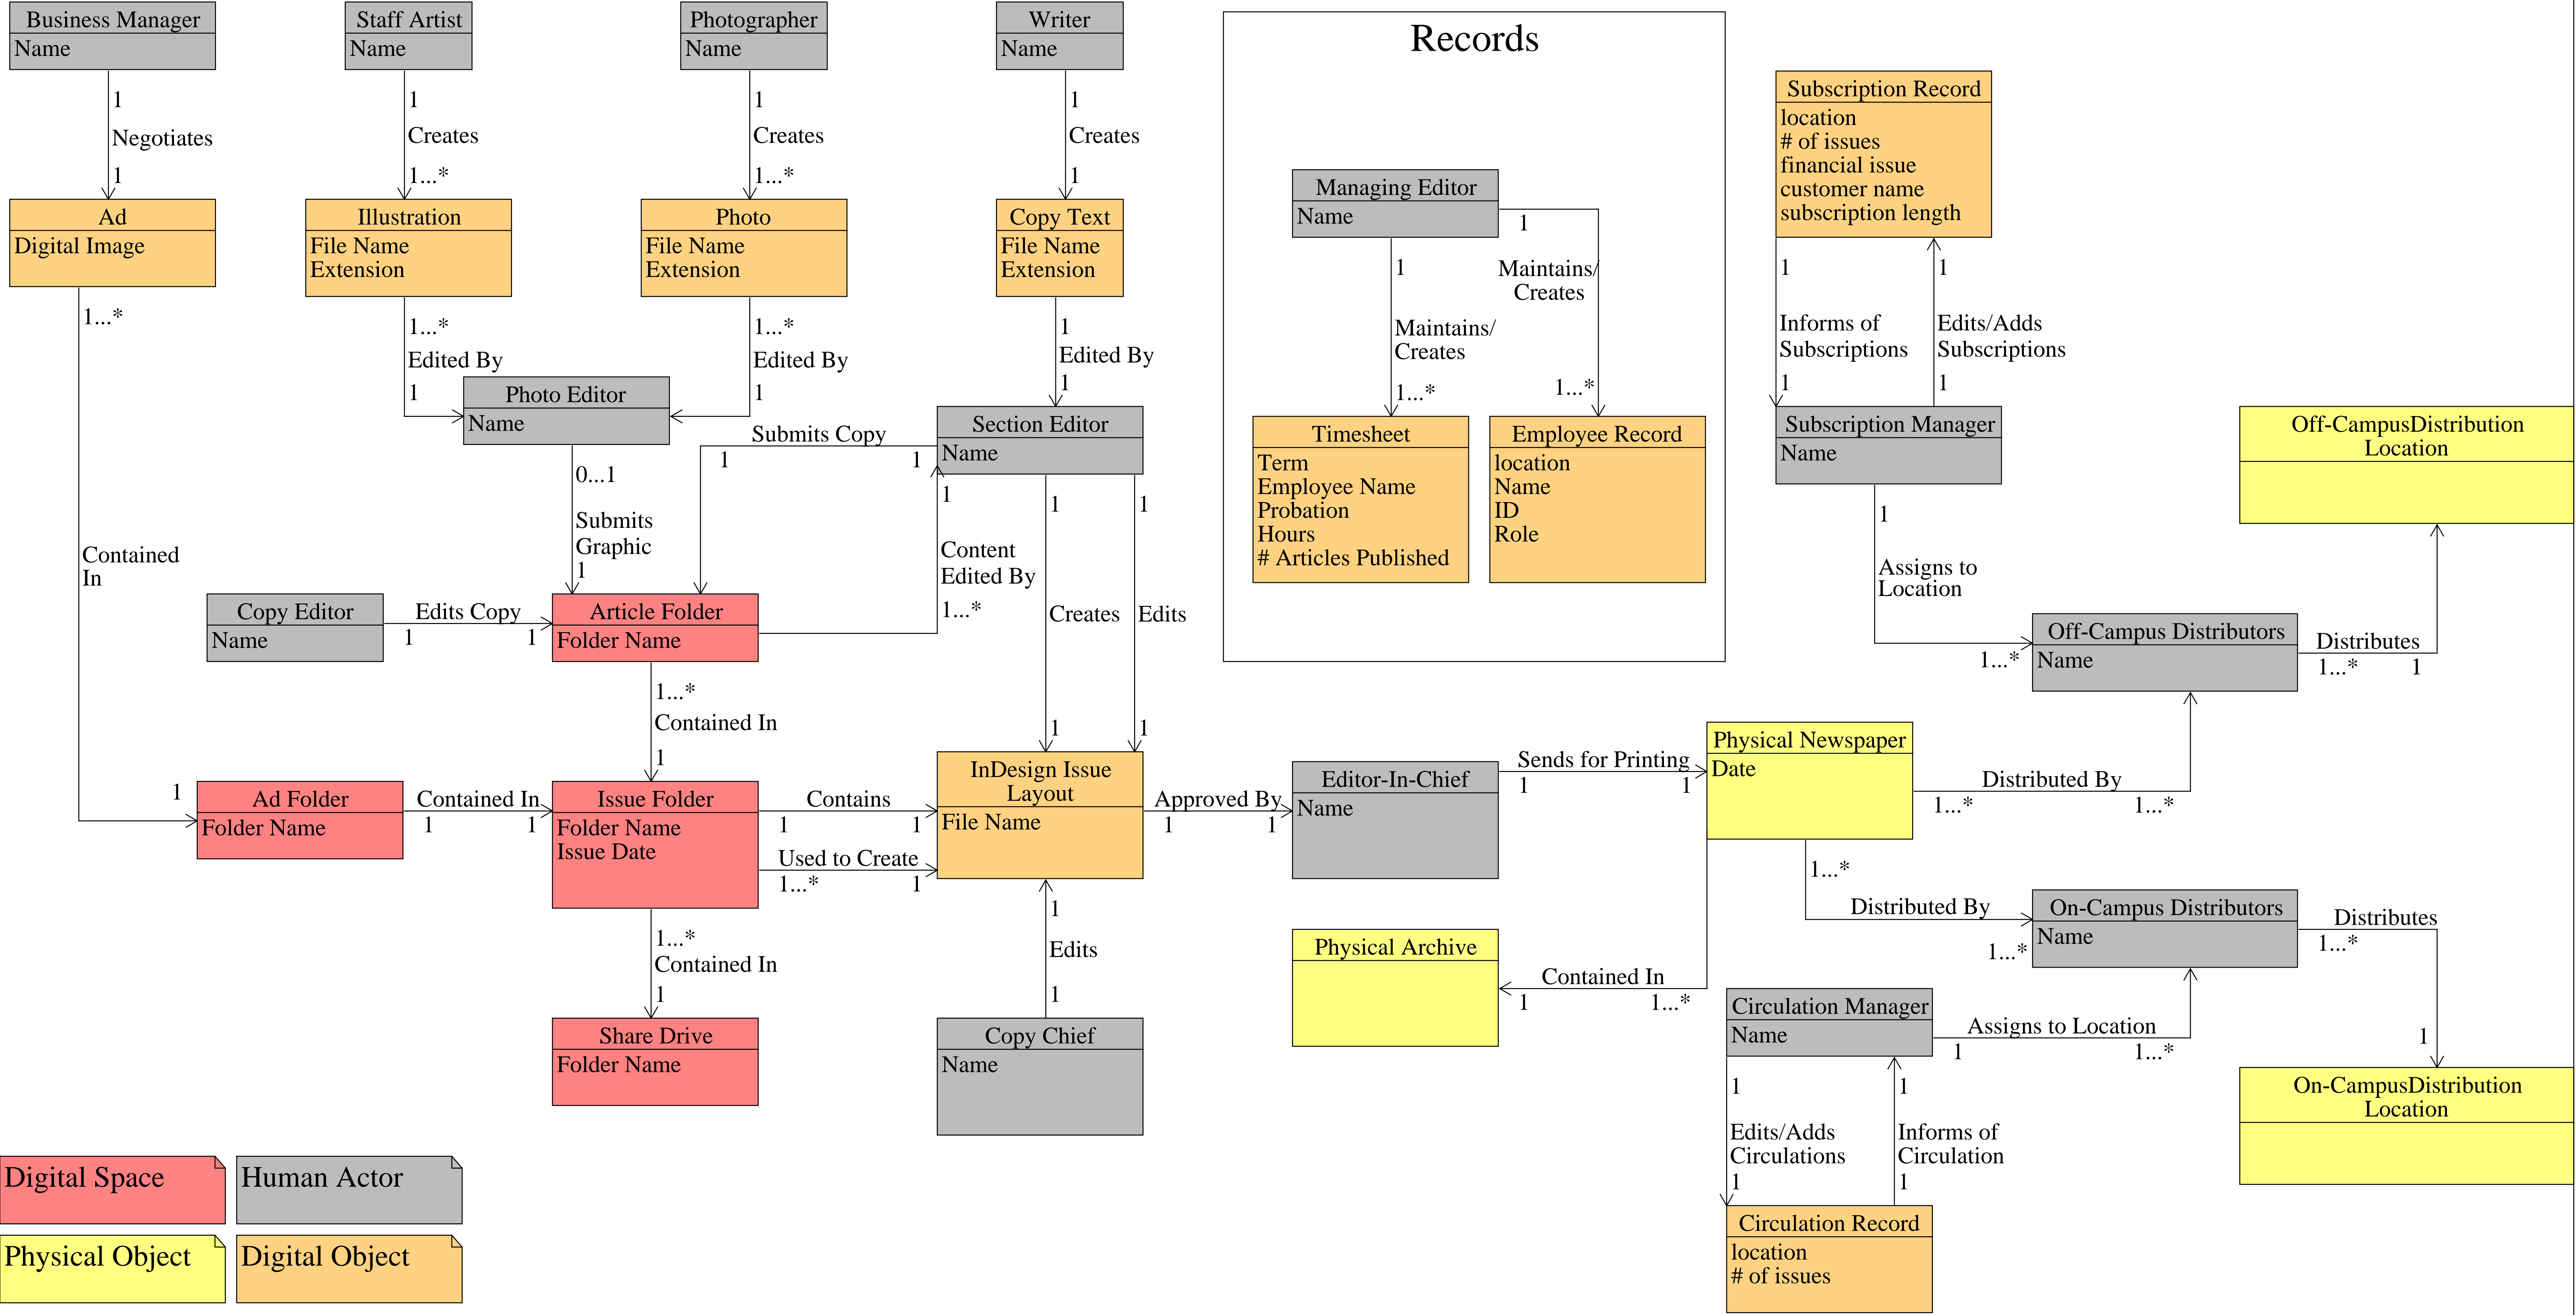 Business Manager
Name
1
Negotiates
1
Ad
Digital Image
1...*
Contained
In
1
Staff Artist
Name
1
Creates
1...*
Illustration
File Name
Extension
1...*
Edited By
1
Photographer
Name
1
Creates
1...*
Photo
File Name
Extension
1...*
Edited By
1
Photo Editor
Name
0...1
Submits
Graphic
1
Writer
Name
1
Creates
1
Copy Text
File Name
Extension
1
Edited By
1
Section Editor
Name
Submits Copy
1
1
1
Content
Edited By
1...*
1
Creates
1
1
Edits
1
Copy Editor
Name
Edits Copy
1
1
Article Folder
Folder Name
1...*
Contained In
1
Ad Folder
Folder Name
Contained In
1
1
Issue Folder
Folder Name
Issue Date
Contains
1
1
Used to Create
1...*
1
1...*
Contained In
1
Share Drive
Folder Name
InDesign Issue
Layout
File Name
Approved By
1
1
1
Edits
1
Copy Chief
Name
Records
Managing Editor
Name
1
Maintains/
Creates
1...*
1
Maintains/
Creates
1...*
Timesheet
Term
Employee Name
Probation
Hours
# Articles Published
Employee Record
location
Name
ID
Role
Editor-In-Chief
Name
Sends for Printing
1
1
Physical Newspaper
Date
Distributed By
1...*
1...*
1...*
Distributed By
1...*
Physical Archive
Contained In
1
1...*
Subscription Record
location
# of issues
financial issue
customer name
subscription length
1
Informs of
Subscriptions
1
1
Edits/Adds
Subscriptions
1
Subscription Manager
Name
1
Assigns to
Location
1...*
Off-CampusDistribution
Location
Off-Campus Distributors
Name
Distributes
1...*
1
On-Campus Distributors
Name
Distributes
1...*
1
On-CampusDistribution
Location
Circulation Manager
Name
Assigns to Location
1
1...*
1
Edits/Adds
Circulations
1
1
Informs of
Circulation
1
Circulation Record
location
# of issues
Digital Space
Human Actor
Physical Object
Digital Object